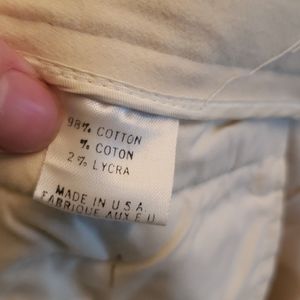 98% COTTON
% COTON
2% LYCRA
MADE IN U S A
FABRIQUE AUX E U